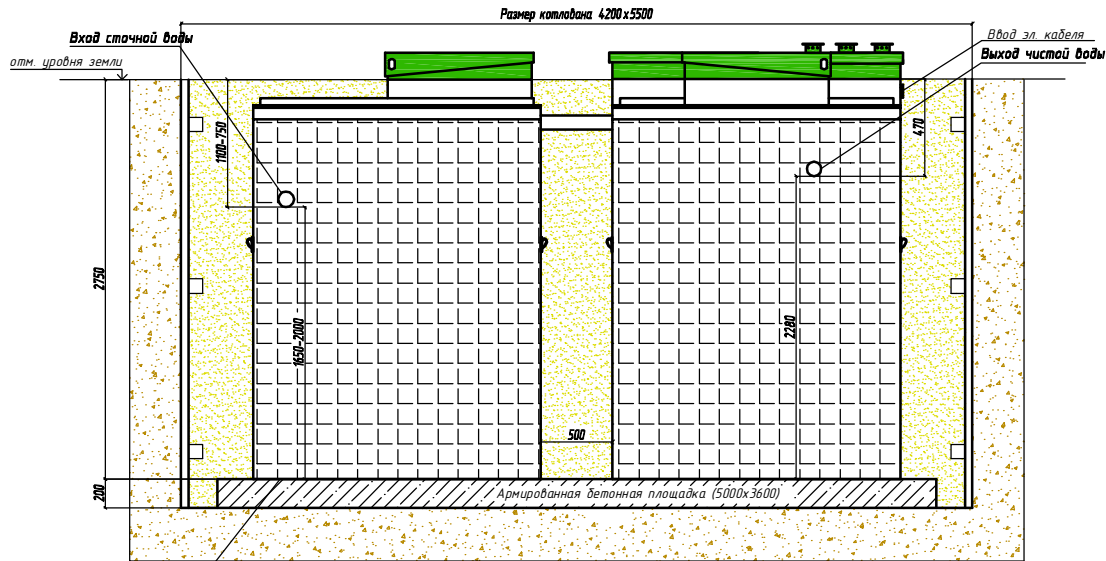 Размер котлована 4200х5500
Вход сточной воды
Ввод эл. кабеля
отм. уровня земли
Выход чистой воды
1100-750
470
2750
1650-2000
2280
500
200
Армированная бетонная площадка (5000х3600)